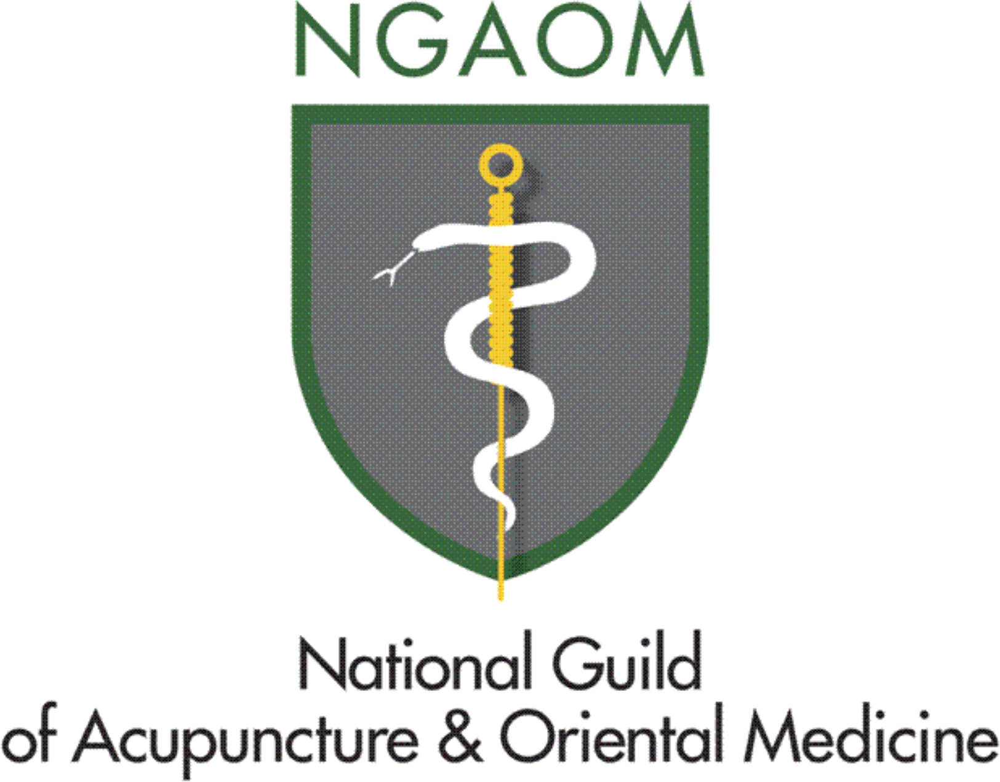 NGAOM
National Guild
of Acupuncture & Oriental Medicine